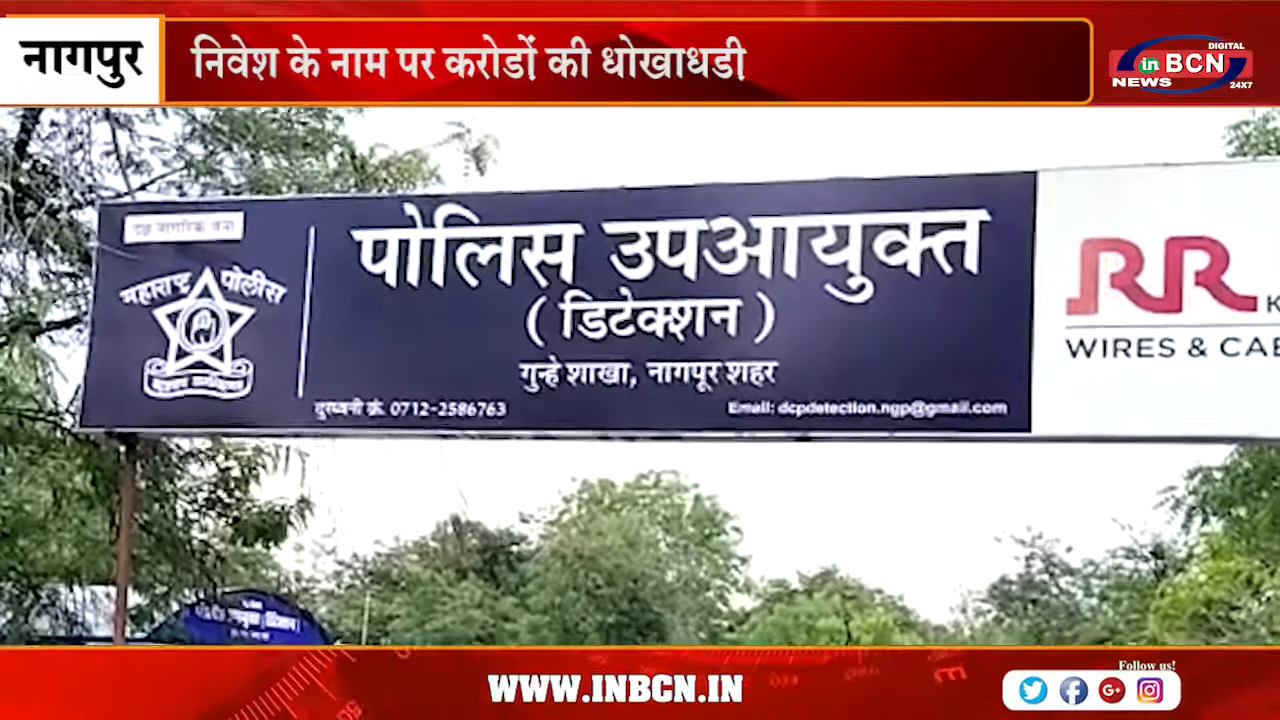 नागपुर
निवेश के नाम पर करोडों की धोखाधडी
DIGITAL
in BCN
NEWS 24X7
महाराष्ट्र पोलीस
पोलिस उपआयुक्त
( डिटेक्शन )
गुन्हे शाखा, नागपूर शहर
दुरध्वनी क्रं. 0712-2586763
Email: dcpdetection.ngp@gmail.com
RR K
WIRES & CAB
WWW.INBCN.IN
Follow us!